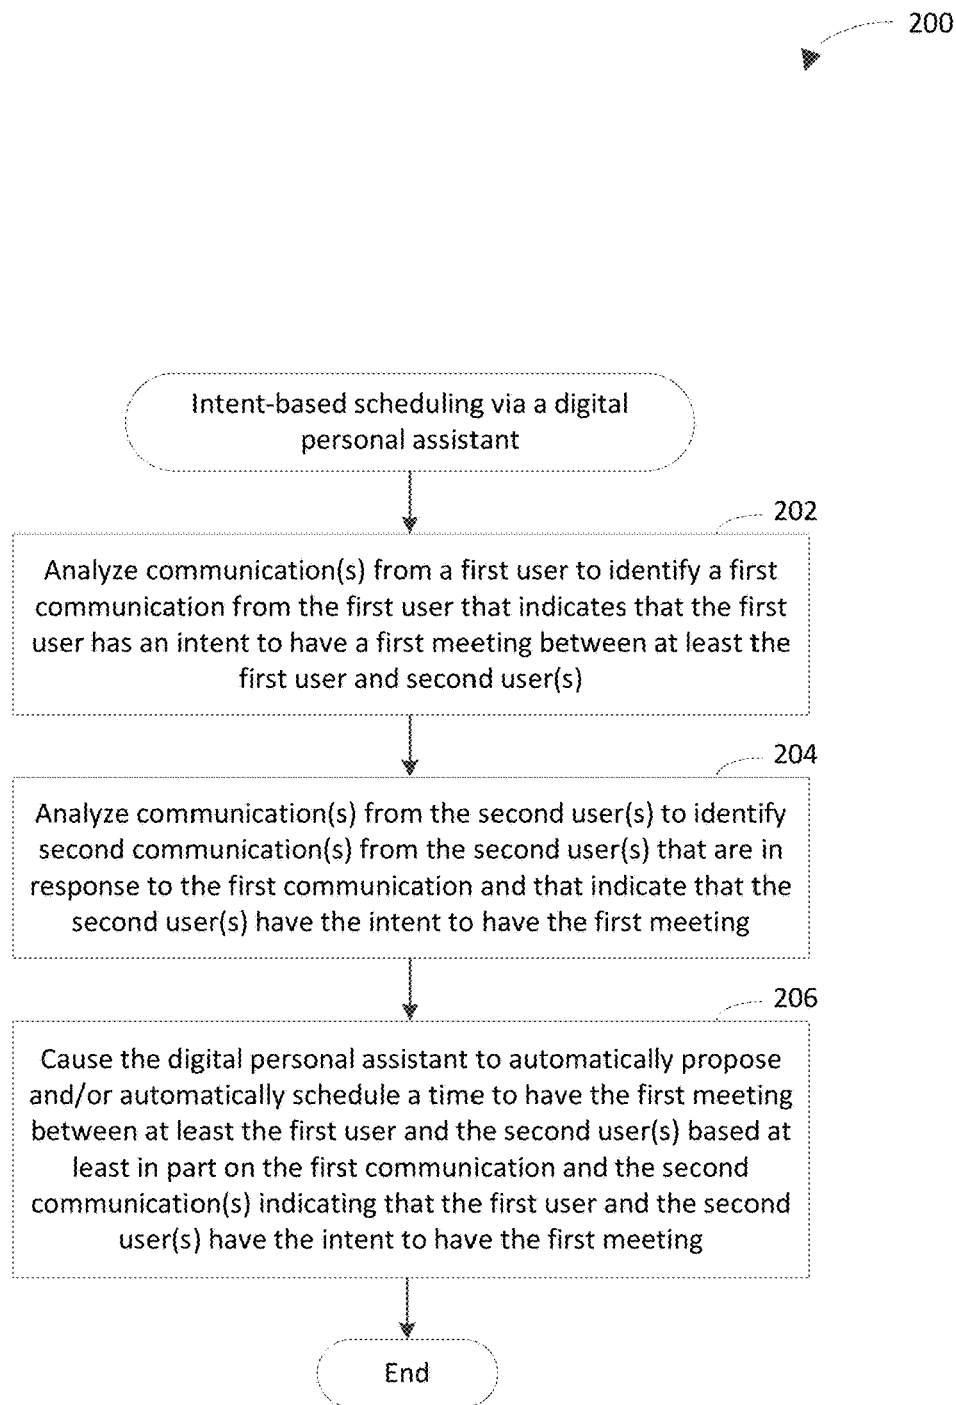 200
Intent-based scheduling via a digital
personal assistant
202
Analyze communication(s) from a first user to identify a first
communication from the first user that indicates that the first
user has an intent to have a first meeting between at least the
first user and second user(s)
204
Analyze communication(s) from the second user(s) to identify
second communication(s) from the second user(s) that are in
response to the first communication and that indicate that the
second user(s) have the intent to have the first meeting
206
Cause the digital personal assistant to automatically propose
and/or automatically schedule a time to have the first meeting
between at least the first user and the second user(s) based at
least in part on the first communication and the second
communication(s) indicating that the first user and the second
user(s) have the intent to have the first meeting
End